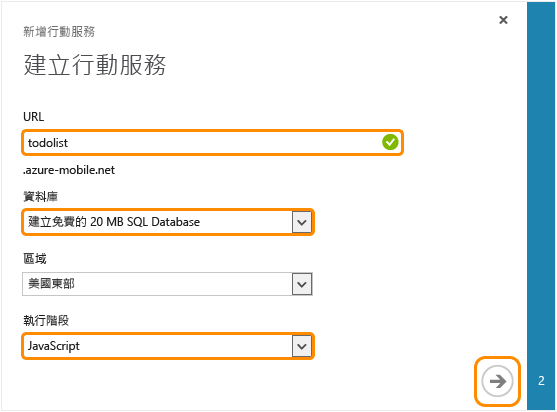 新增行動服務
建立行動服務
URL
todolist
.azure-mobile.net
資料庫
建立免費的 20 MB SQL Database
區域
美國東部
執行階段
JavaScript
2